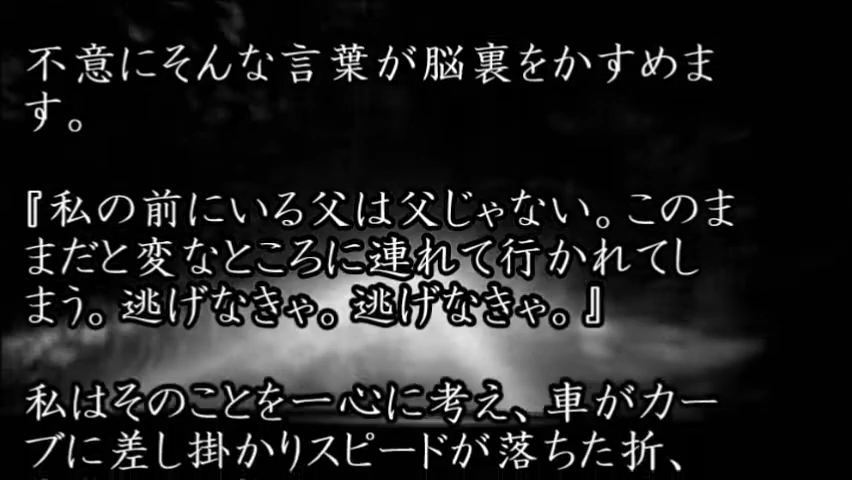 不意にそんな言葉が脳裏をかすめま
す。
『私の前にいる父は父じゃない。このま
まだと変なところに連れて行かれてし
まう。逃げなきゃ。逃げなきゃ。』
私はそのことを一心に考え、車がカー
ブに差し掛かりスピードが落ちた折、